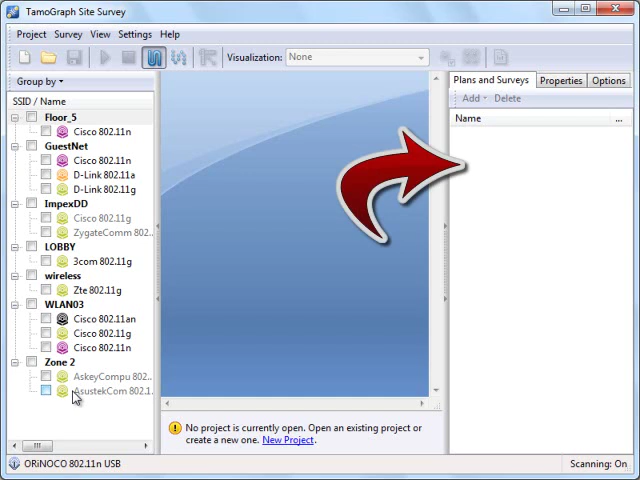 TamoGraph Site Survey
Project Survey View Settings Help
Visualization: None
Group by
SSID / Name
Floor_5
Cisco 802.11n
GuestNet
Cisco 802.11n
D-Link 802.11a
D-Link 802.11g
ImpexDD
Cisco 802.11g
ZygateComm 802..
LOBBY
3com 802.11g
wireless
Zte 802.11g
WLAN03
Cisco 802.11an
Cisco 802.11g
Cisco 802.11n
Zone 2
AskeyCompu 802..
AsustekCom 802.1.
Plans and Surveys Properties Options
Add Delete
Name ...
No project is currently open. Open an existing project or
create a new one. New Project.
ORiNOCO 802.11n USB
Scanning: On